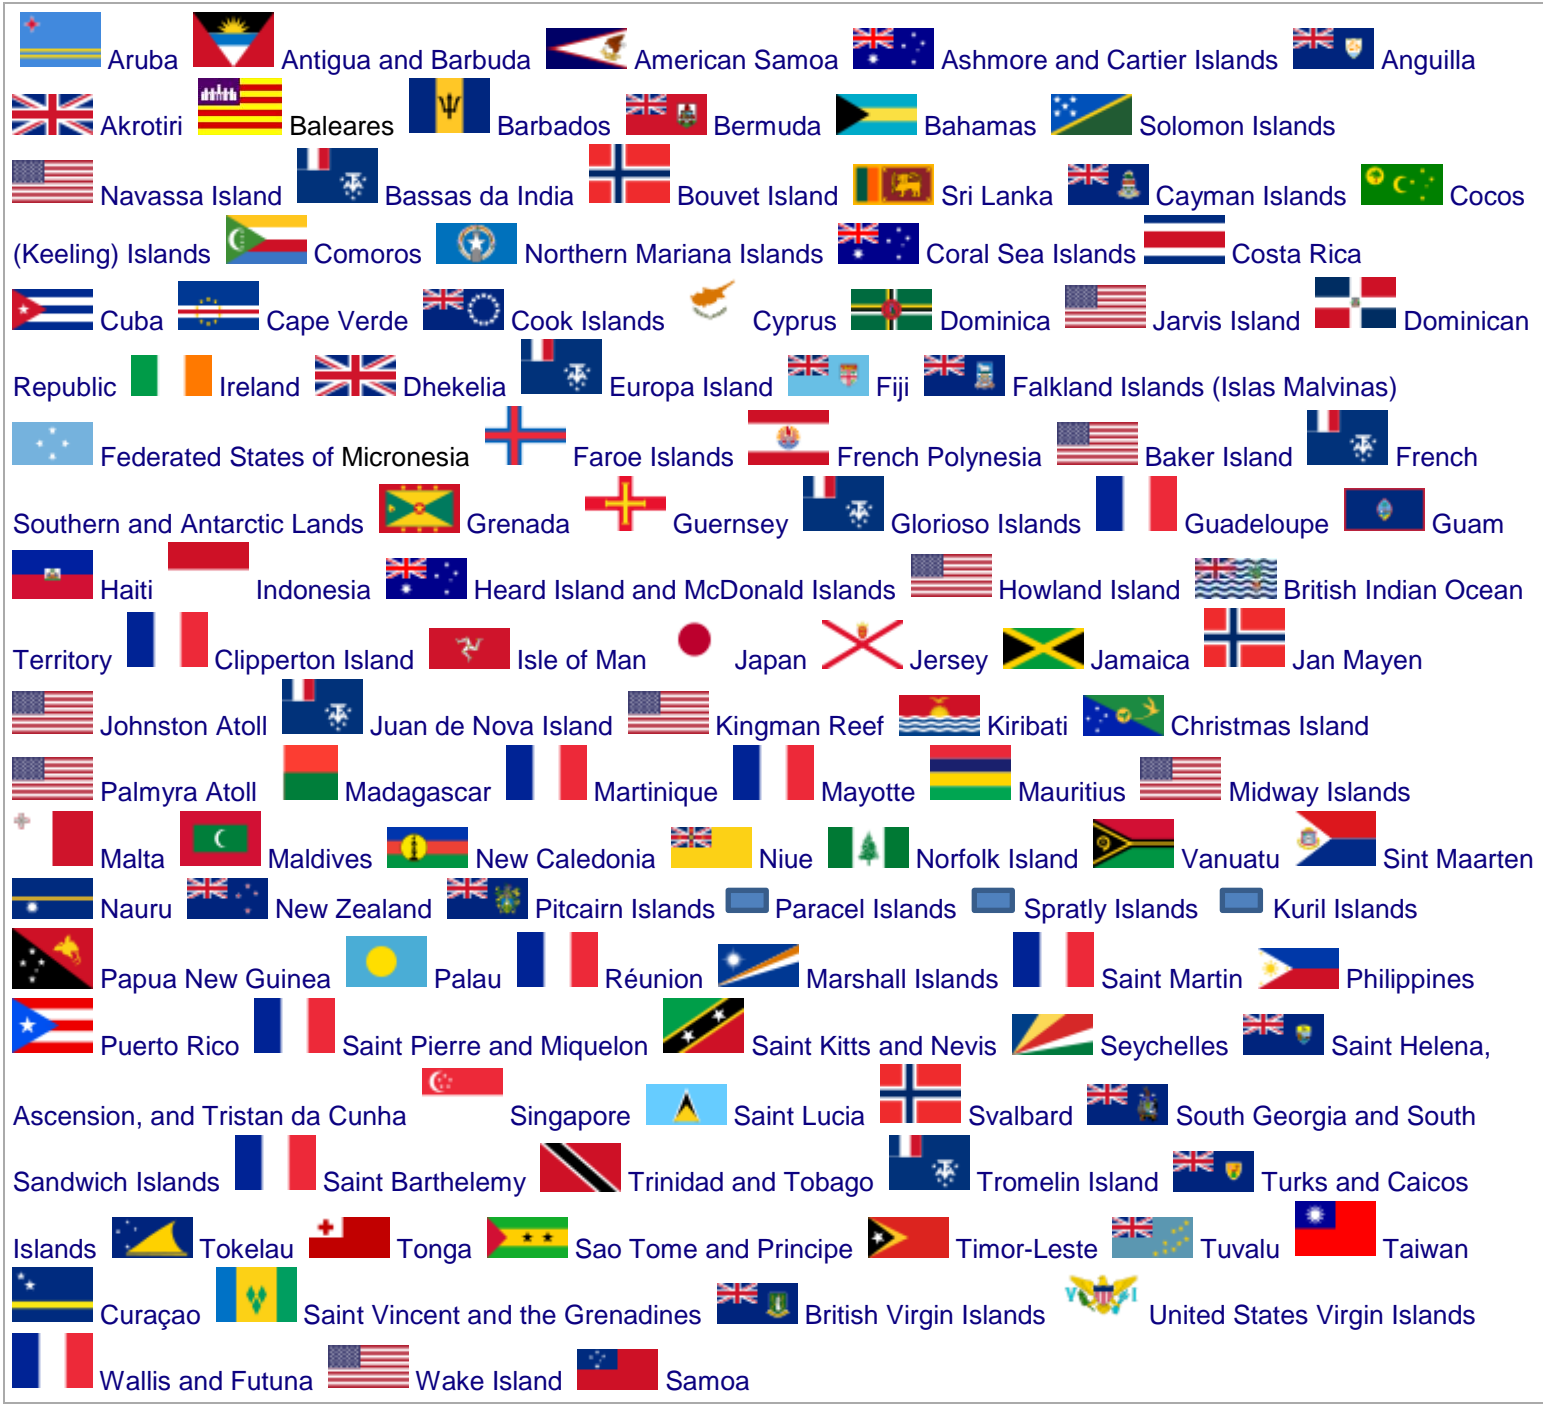 Aruba Antigua and Barbuda American Samoa Ashmore and Cartier Islands Anguilla
Akrotiri Baleares Barbados Bermuda Bahamas Solomon Islands
Navassa Island Bassas da India Bouvet Island Sri Lanka Cayman Islands Cocos
(Keeling) Islands Comoros Northern Mariana Islands Coral Sea Islands Costa Rica
Cuba Cape Verde Cook Islands Cyprus Dominica Jarvis Island Dominican
Republic Ireland Dhekelia Europa Island Fiji Falkland Islands (Islas Malvinas)
Federated States of Micronesia Faroe Islands French Polynesia Baker Island French
Southern and Antarctic Lands Grenada Guernsey Glorioso Islands Guadeloupe Guam
Haiti Indonesia Heard Island and McDonald Islands Howland Island British Indian Ocean
Territory Clipperton Island Isle of Man Japan Jersey Jamaica Jan Mayen
Johnston Atoll Juan de Nova Island Kingman Reef Kiribati Christmas Island
Palmyra Atoll Madagascar Martinique Mayotte Mauritius Midway Islands
Malta Maldives New Caledonia Niue Norfolk Island Vanuatu Sint Maarten
Nauru New Zealand Pitcairn Islands Paracel Islands Spratly Islands Kuril Islands
Papua New Guinea Palau Réunion Marshall Islands Saint Martin Philippines
Puerto Rico Saint Pierre and Miquelon Saint Kitts and Nevis Seychelles Saint Helena,
Ascension, and Tristan da Cunha Singapore Saint Lucia Svalbard South Georgia and South
Sandwich Islands Saint Barthelemy Trinidad and Tobago Tromelin Island Turks and Caicos
Islands Tokelau Tonga Sao Tome and Principe Timor-Leste Tuvalu Taiwan
Curaçao Saint Vincent and the Grenadines British Virgin Islands V I United States Virgin Islands
Wallis and Futuna Wake Island Samoa